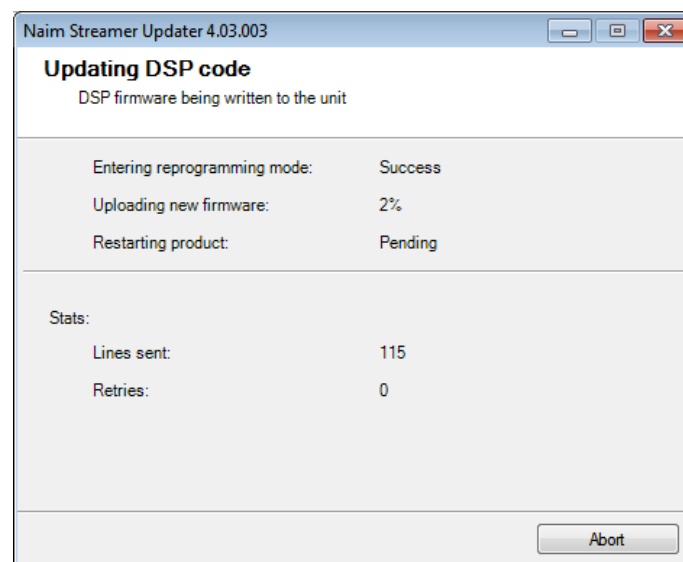 Naim Streamer Updater 4.03.003
Updating DSP code
DSP firmware being written to the unit
Entering reprogramming mode: Success
Uploading new firmware: 2%
Restarting product: Pending
Stats:
Lines sent: 115
Retries: 0
Abort